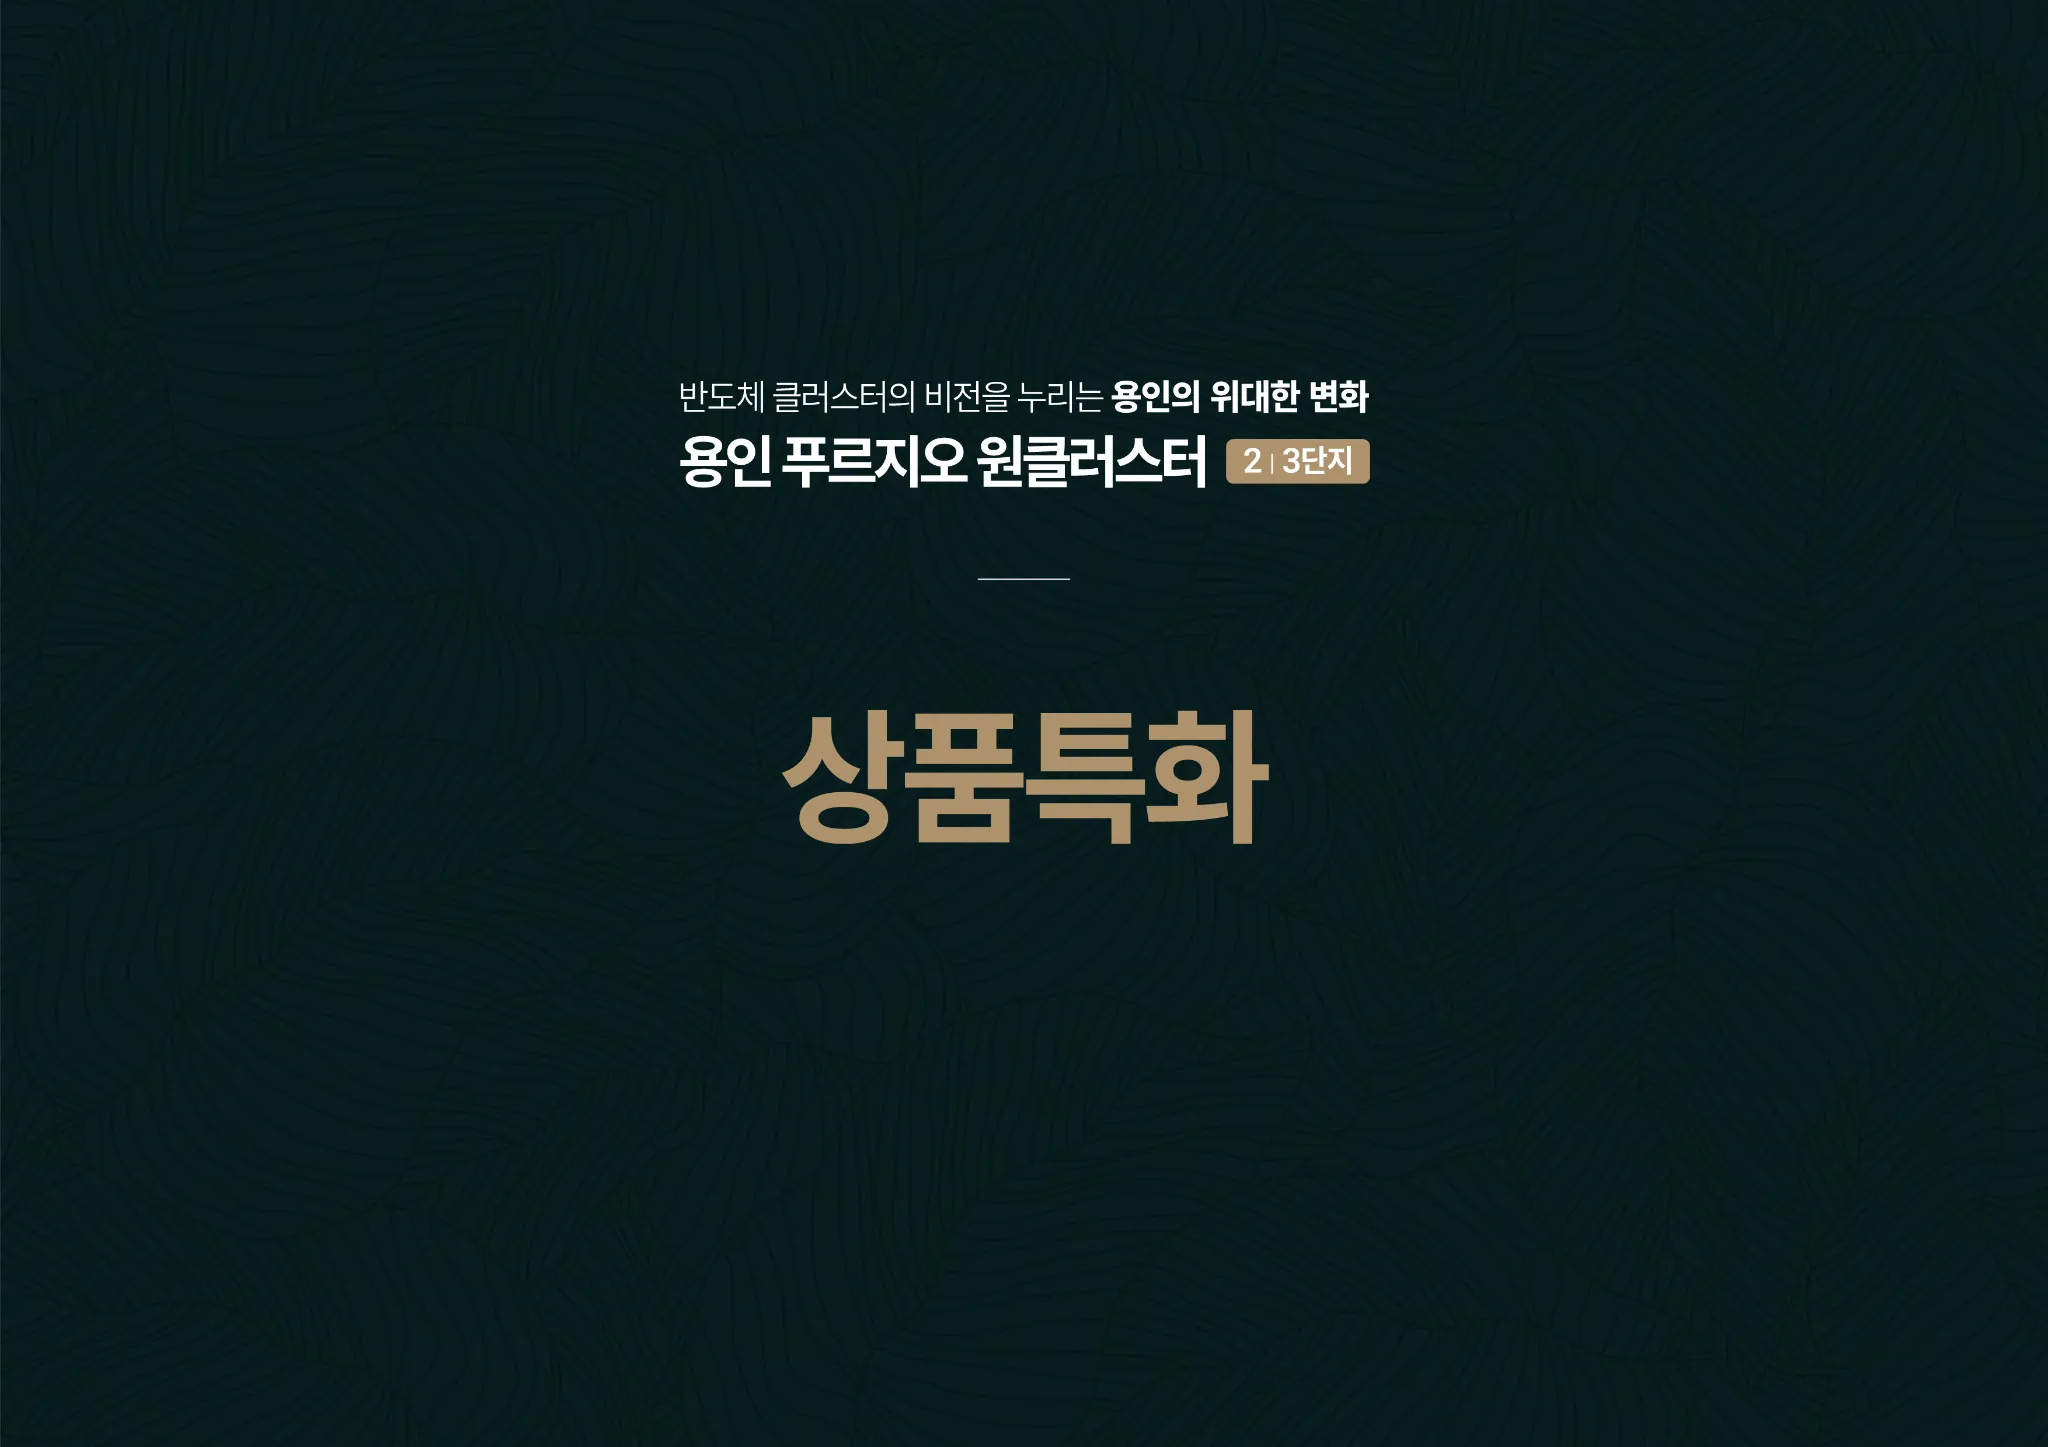 반도체 클러스터의 비전을 누리는 용인의 위대한 변화
용인 푸르지오 원클러스터 2 | 3단지
상품특화